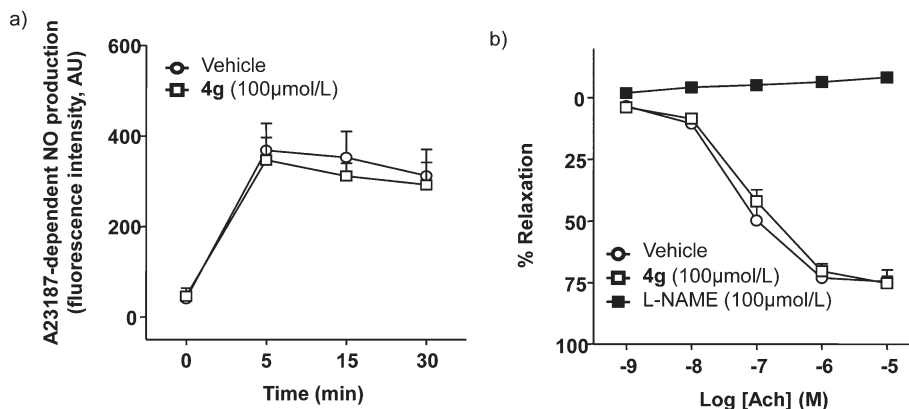 a)
A23187-dependent NO production
(fluorescence intensity, AU)
600
400
200
0
Vehicle
4g (100µmol/L)
0 5 15 30
Time (min)
b)
% Relaxation
0
25
50
75
100
Vehicle
4g (100µmol/L)
L-NAME (100µmol/L)
-9 -8 -7 -6 -5
Log [Ach] (M)